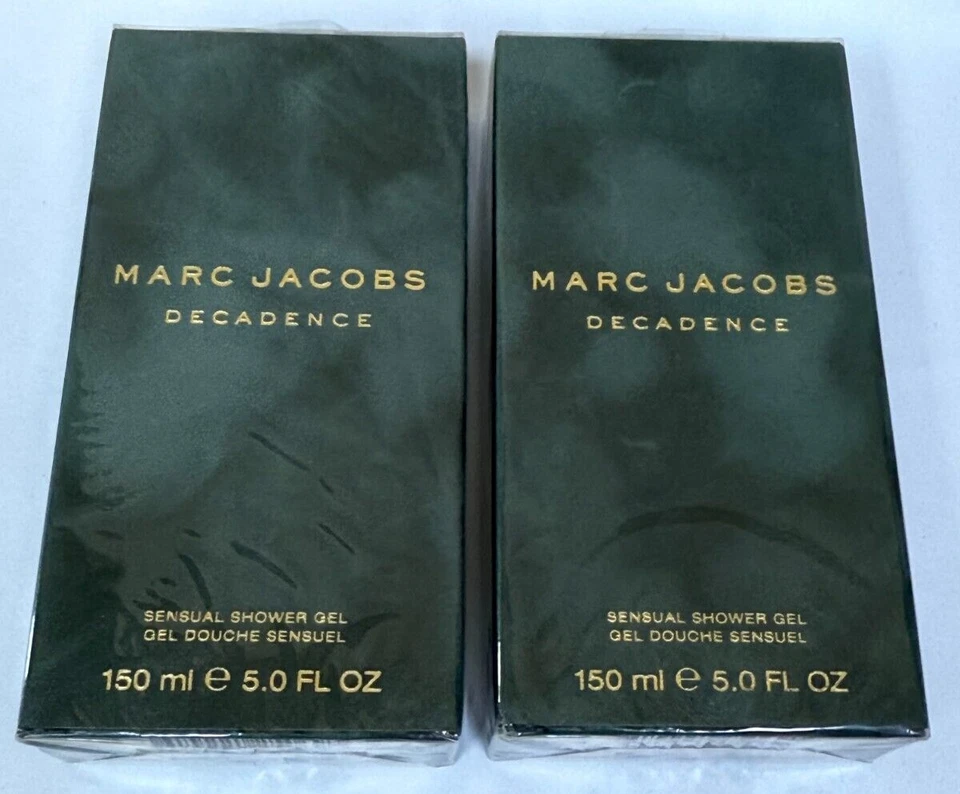 MARC JACOBS
DECADENCE
SENSUAL SHOWER GEL
GEL DOUCHE SENSUEL
150 ml e 5.0 FL OZ
MARC JACOBS
DECADENCE
SENSUAL SHOWER GEL
GEL DOUCHE SENSUEL
150 ml e 5.0 FL OZ